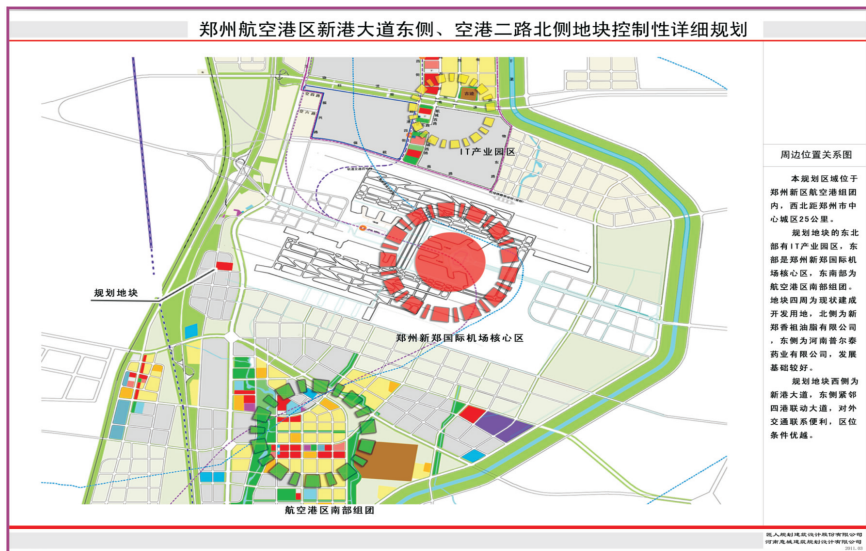 郑州航空港区新港大道东侧、空港二路北侧地块控制性详细规划
IT产业园区
规划地块
郑州新郑国际机场核心区
航空港区南部组团
周边位置关系图
本规划区域位于
郑州新区航空港组团
内，西北距郑州市中
心城区25公里。
规划地块的东北
部有IT产业园区，东
部是郑州新郑国际机
场核心区，东南部为
航空港区南部组团。
地块四周为现状建成
开发用地，北侧为新
郑香祖油脂有限公司
，东侧为河南普尔泰
药业有限公司，发展
基础较好。
规划地块西侧为
新港大道，东侧紧邻
四港联动大道，对外
交通联系便利，区位
条件优越。